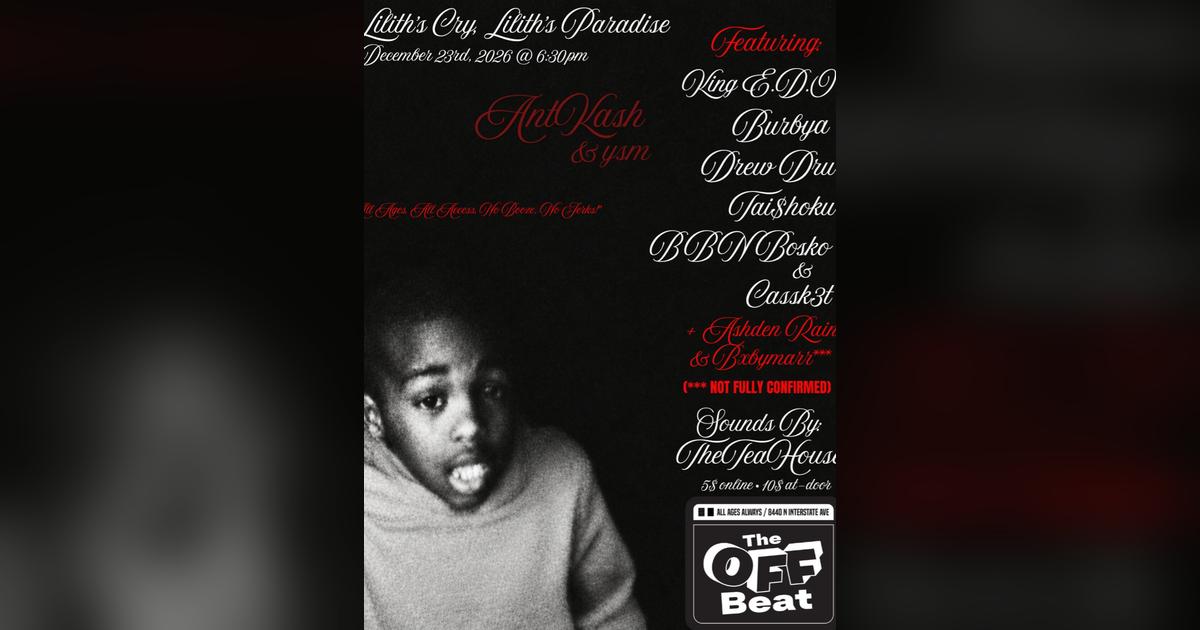 Lilith's Cry, Lilith's Paradise
December 23rd, 2026 @ 6:30pm
AntKash
& ysm
All Ages, All Access, No Booze, No Jerks!"
Featuring:
King E.D.O
Burbya
Drew Dru
Tai$hoku
BBN Bosko
&
Cassk3t
+ Ashden Rain
& Bxbymarr***
(*** NOT FULLY CONFIRMED)
Sounds By:
TheTeaHouse
5$ online • 10$ at-door
ALL AGES ALWAYS / 8440 N INTERSTATE AVE
The
OFF
Beat